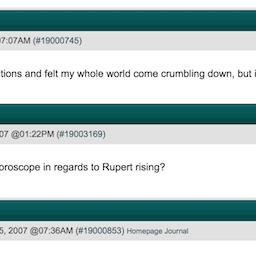 7:07AM (#19000745)
tions and felt my whole world come crumbling down, but i
07 @01:22PM (#19003169)
oroscope in regards to Rupert rising?
5, 2007 @07:36AM (#19000853) Homepage Journal